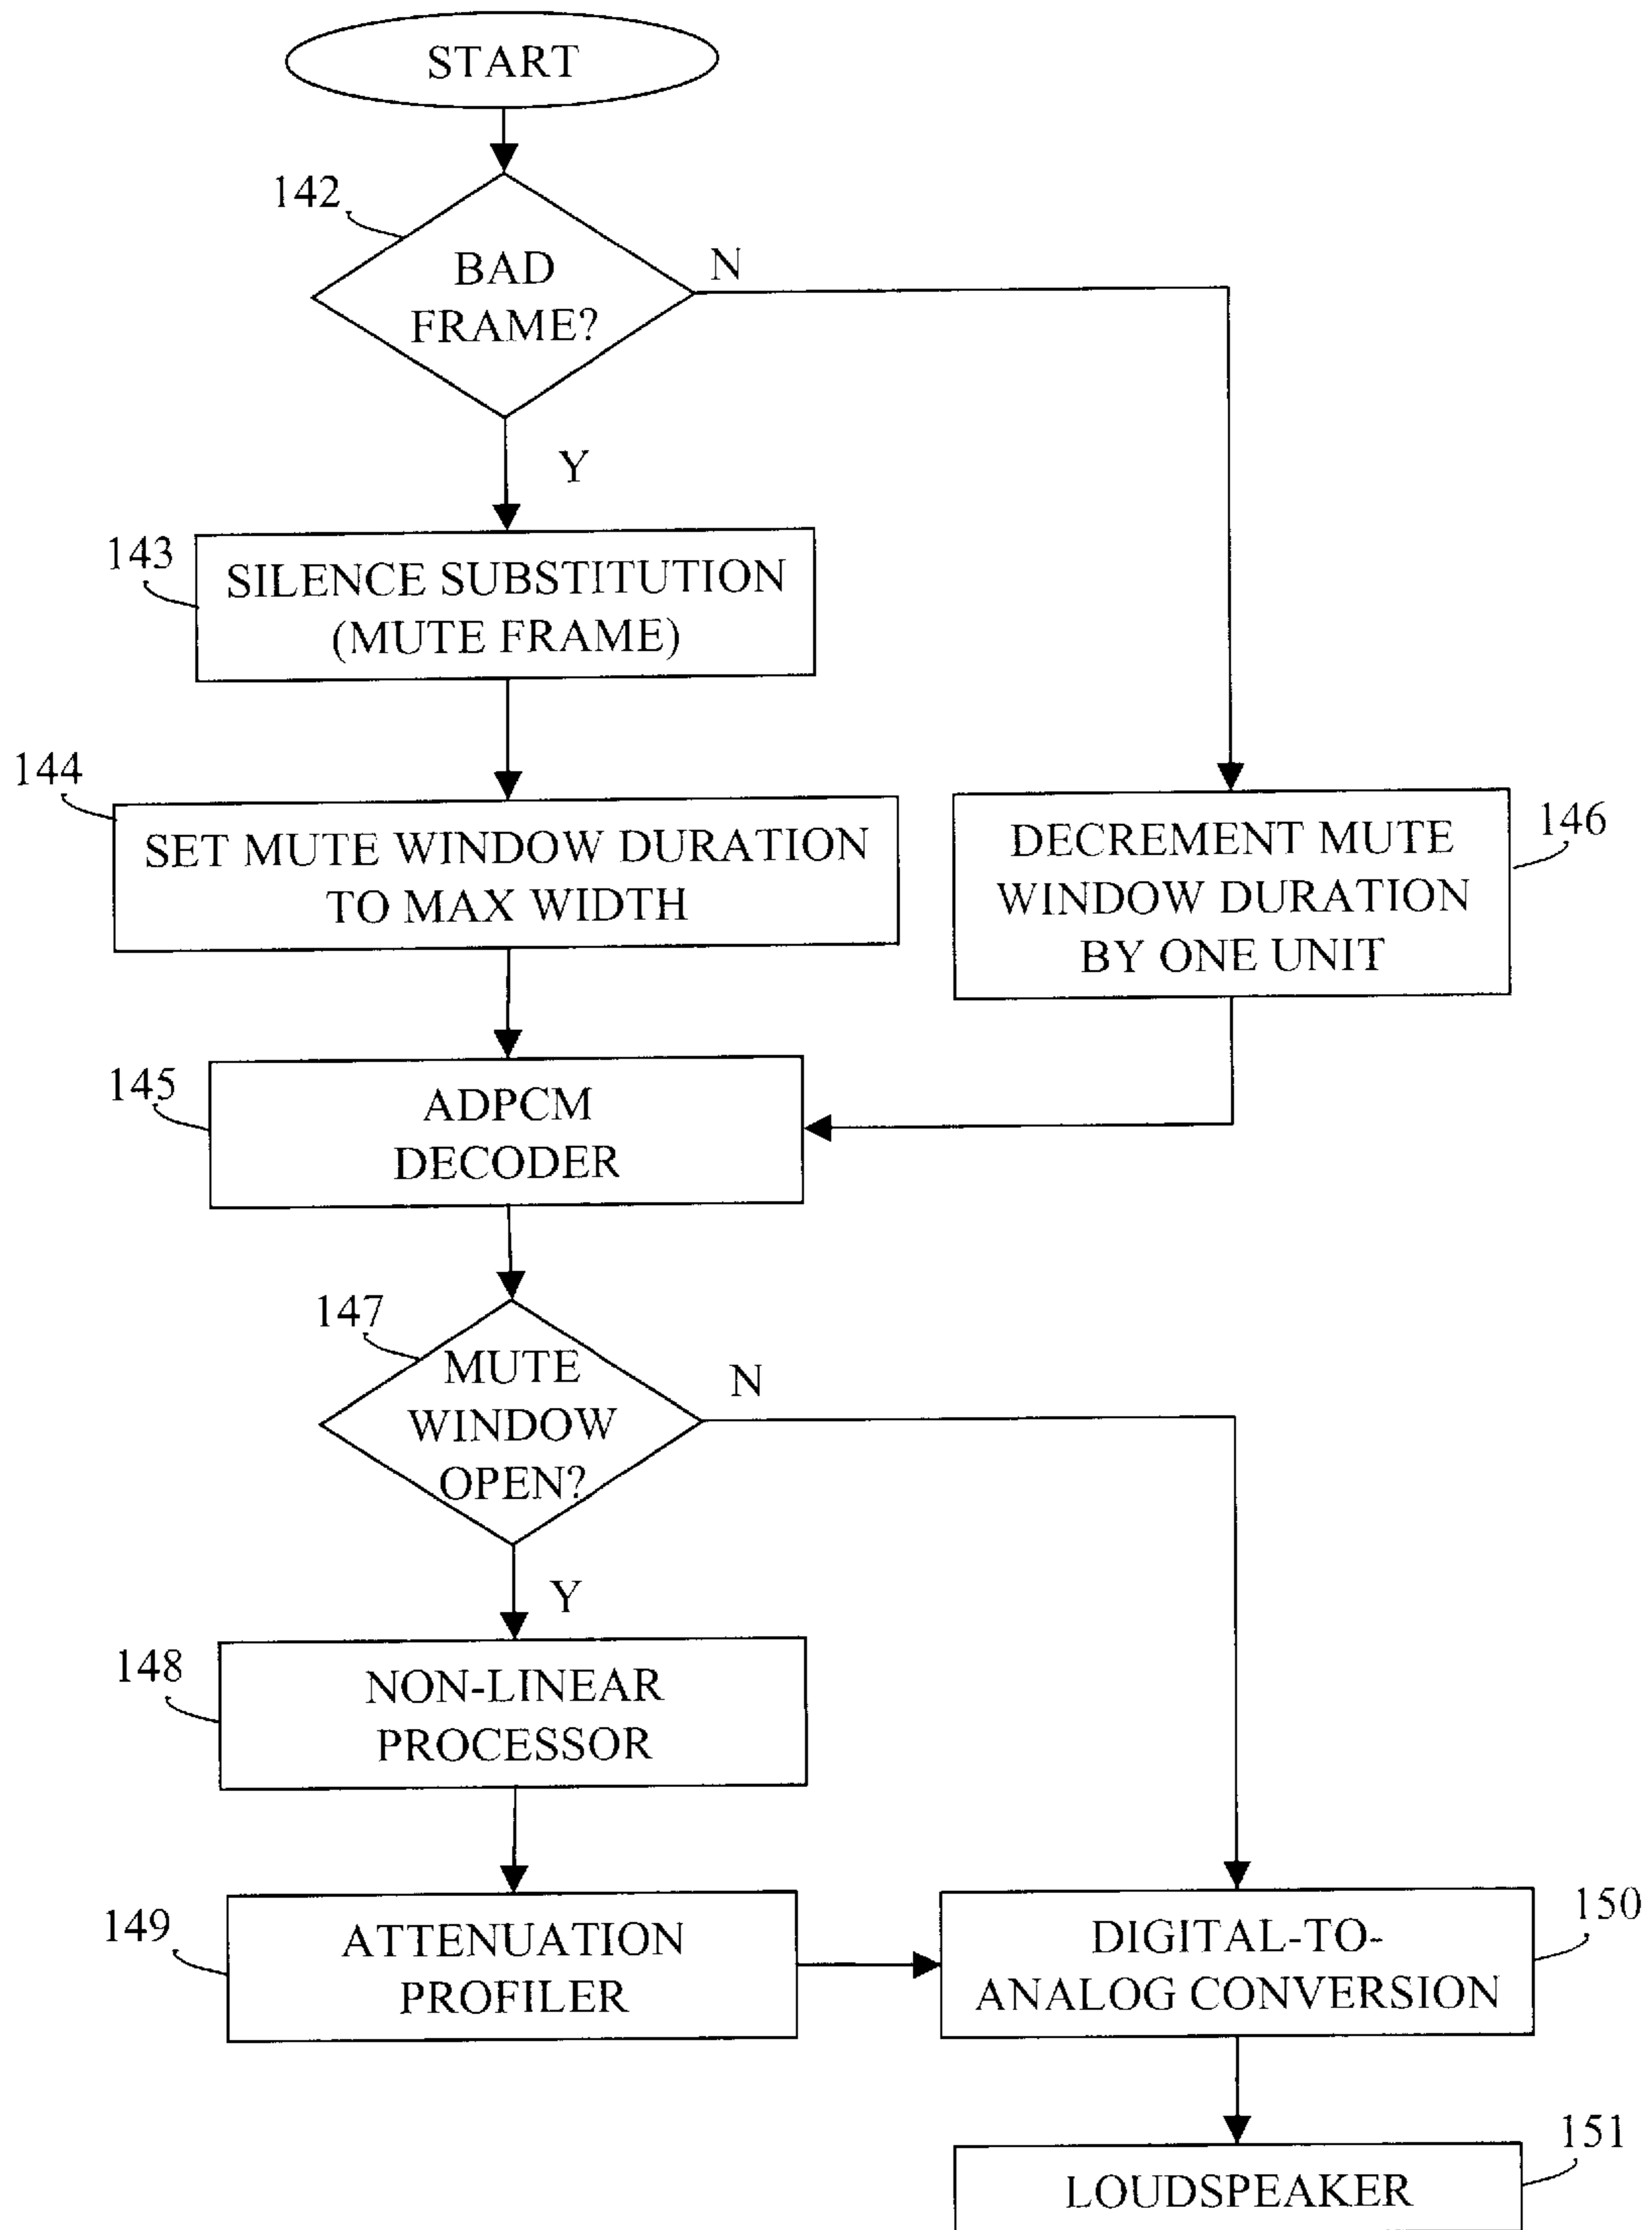 START
142
BAD
FRAME?
N
Y
143
SILENCE SUBSTITUTION
(MUTE FRAME)
144
SET MUTE WINDOW DURATION
TO MAX WIDTH
146
DECREMENT MUTE
WINDOW DURATION
BY ONE UNIT
145
ADPCM
DECODER
147
MUTE
WINDOW
OPEN?
N
Y
148
NON-LINEAR
PROCESSOR
149
ATTENUATION
PROFILER
150
DIGITAL-TO-
ANALOG CONVERSION
151
LOUDSPEAKER